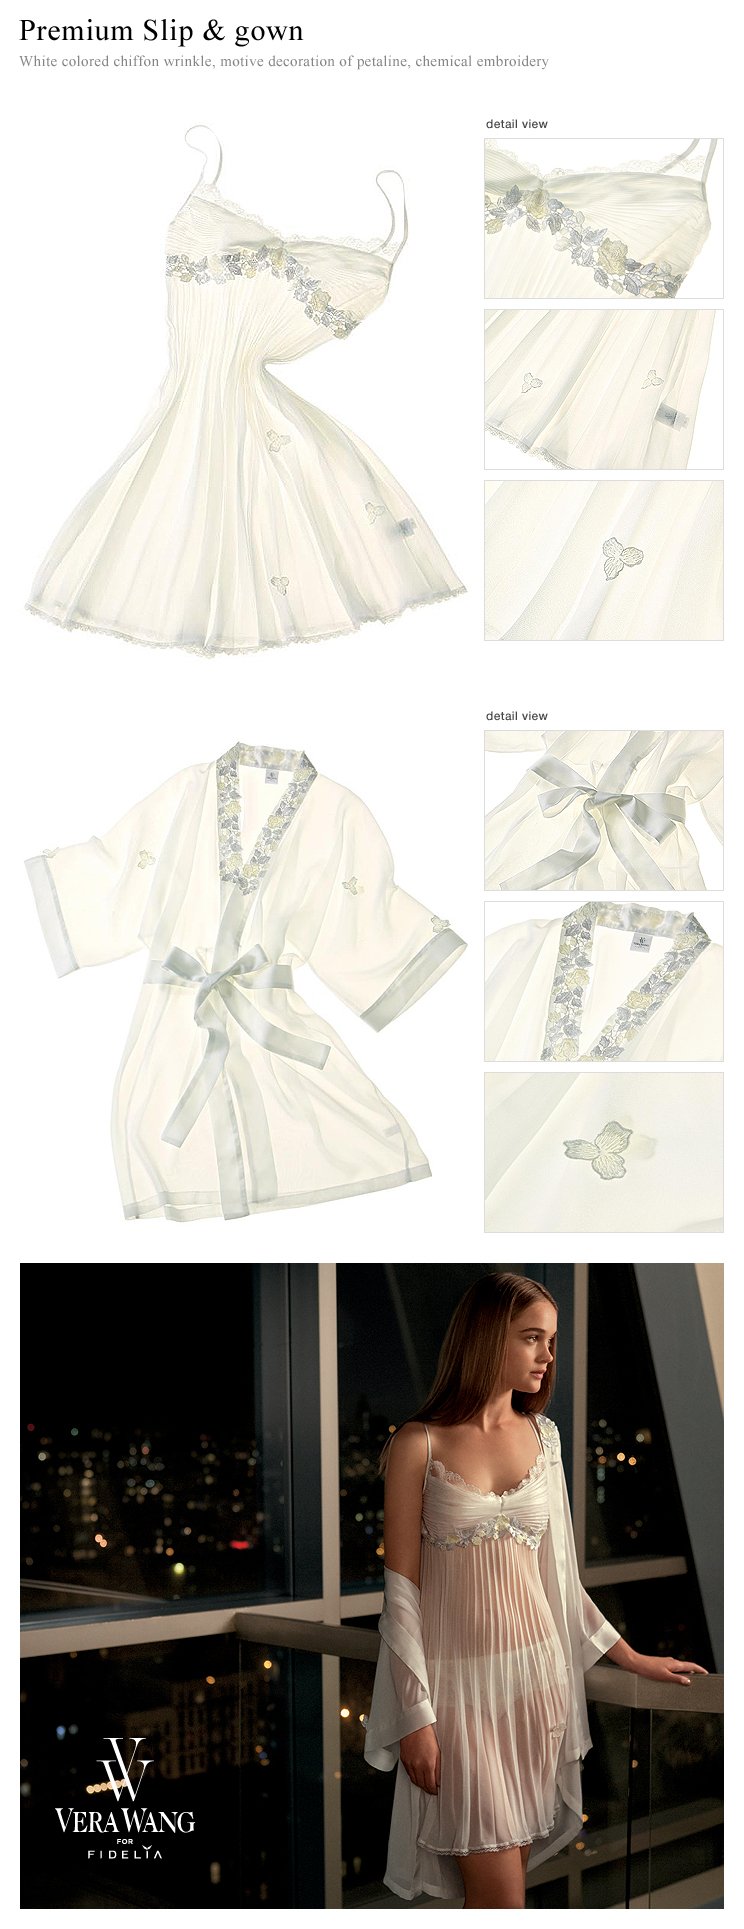 Premium Slip & gown
White colored chiffon wrinkle, motive decoration of petaline, chemical embroidery
detail view
detail view
VERA WANG
FOR
FIDELIA